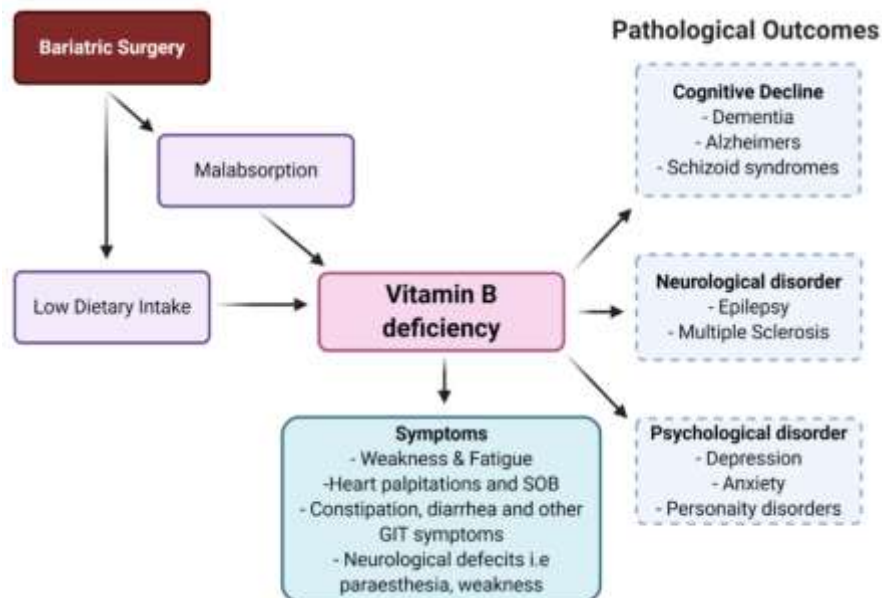 Bariatric Surgery
Malabsorption
Low Dietary Intake
Vitamin B
deficiency
Symptoms
- Weakness & Fatigue
-Heart palpitations and SOB
- Constipation, diarrhea and other
GIT symptoms
- Neurological defecits i.e
paraesthesia, weakness
Pathological Outcomes
Cognitive Decline
- Dementia
- Alzheimers
- Schizoid syndromes
Neurological disorder
- Epilepsy
- Multiple Sclerosis
Psychological disorder
- Depression
- Anxiety
- Personaity disorders